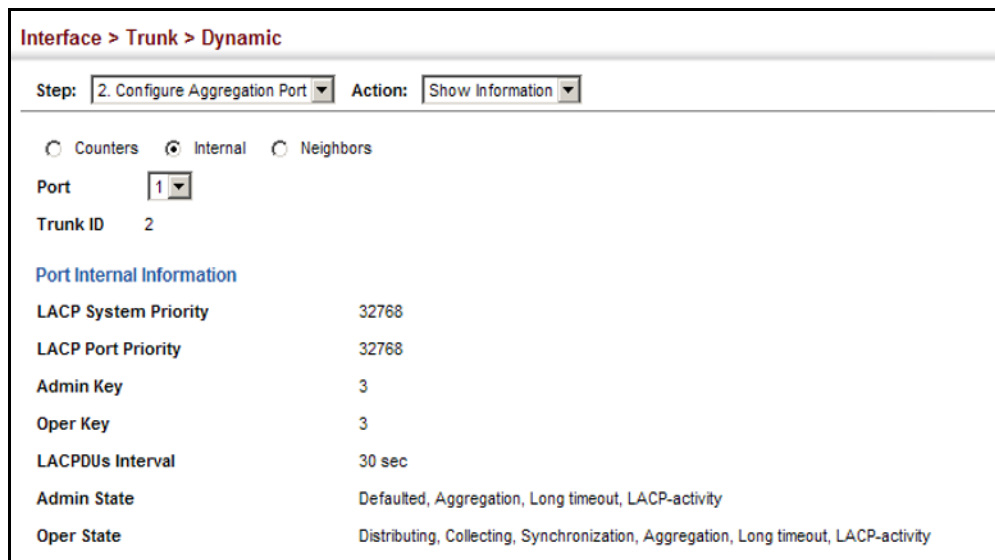 Interface > Trunk > Dynamic
Step: 2. Configure Aggregation Port Action: Show Information
Counters Internal Neighbors
Port 1
Trunk ID 2
Port Internal Information
LACP System Priority 32768
LACP Port Priority 32768
Admin Key 3
Oper Key 3
LACPDUs Interval 30 sec
Admin State Defaulted, Aggregation, Long timeout, LACP-activity
Oper State Distributing, Collecting, Synchronization, Aggregation, Long timeout, LACP-activity